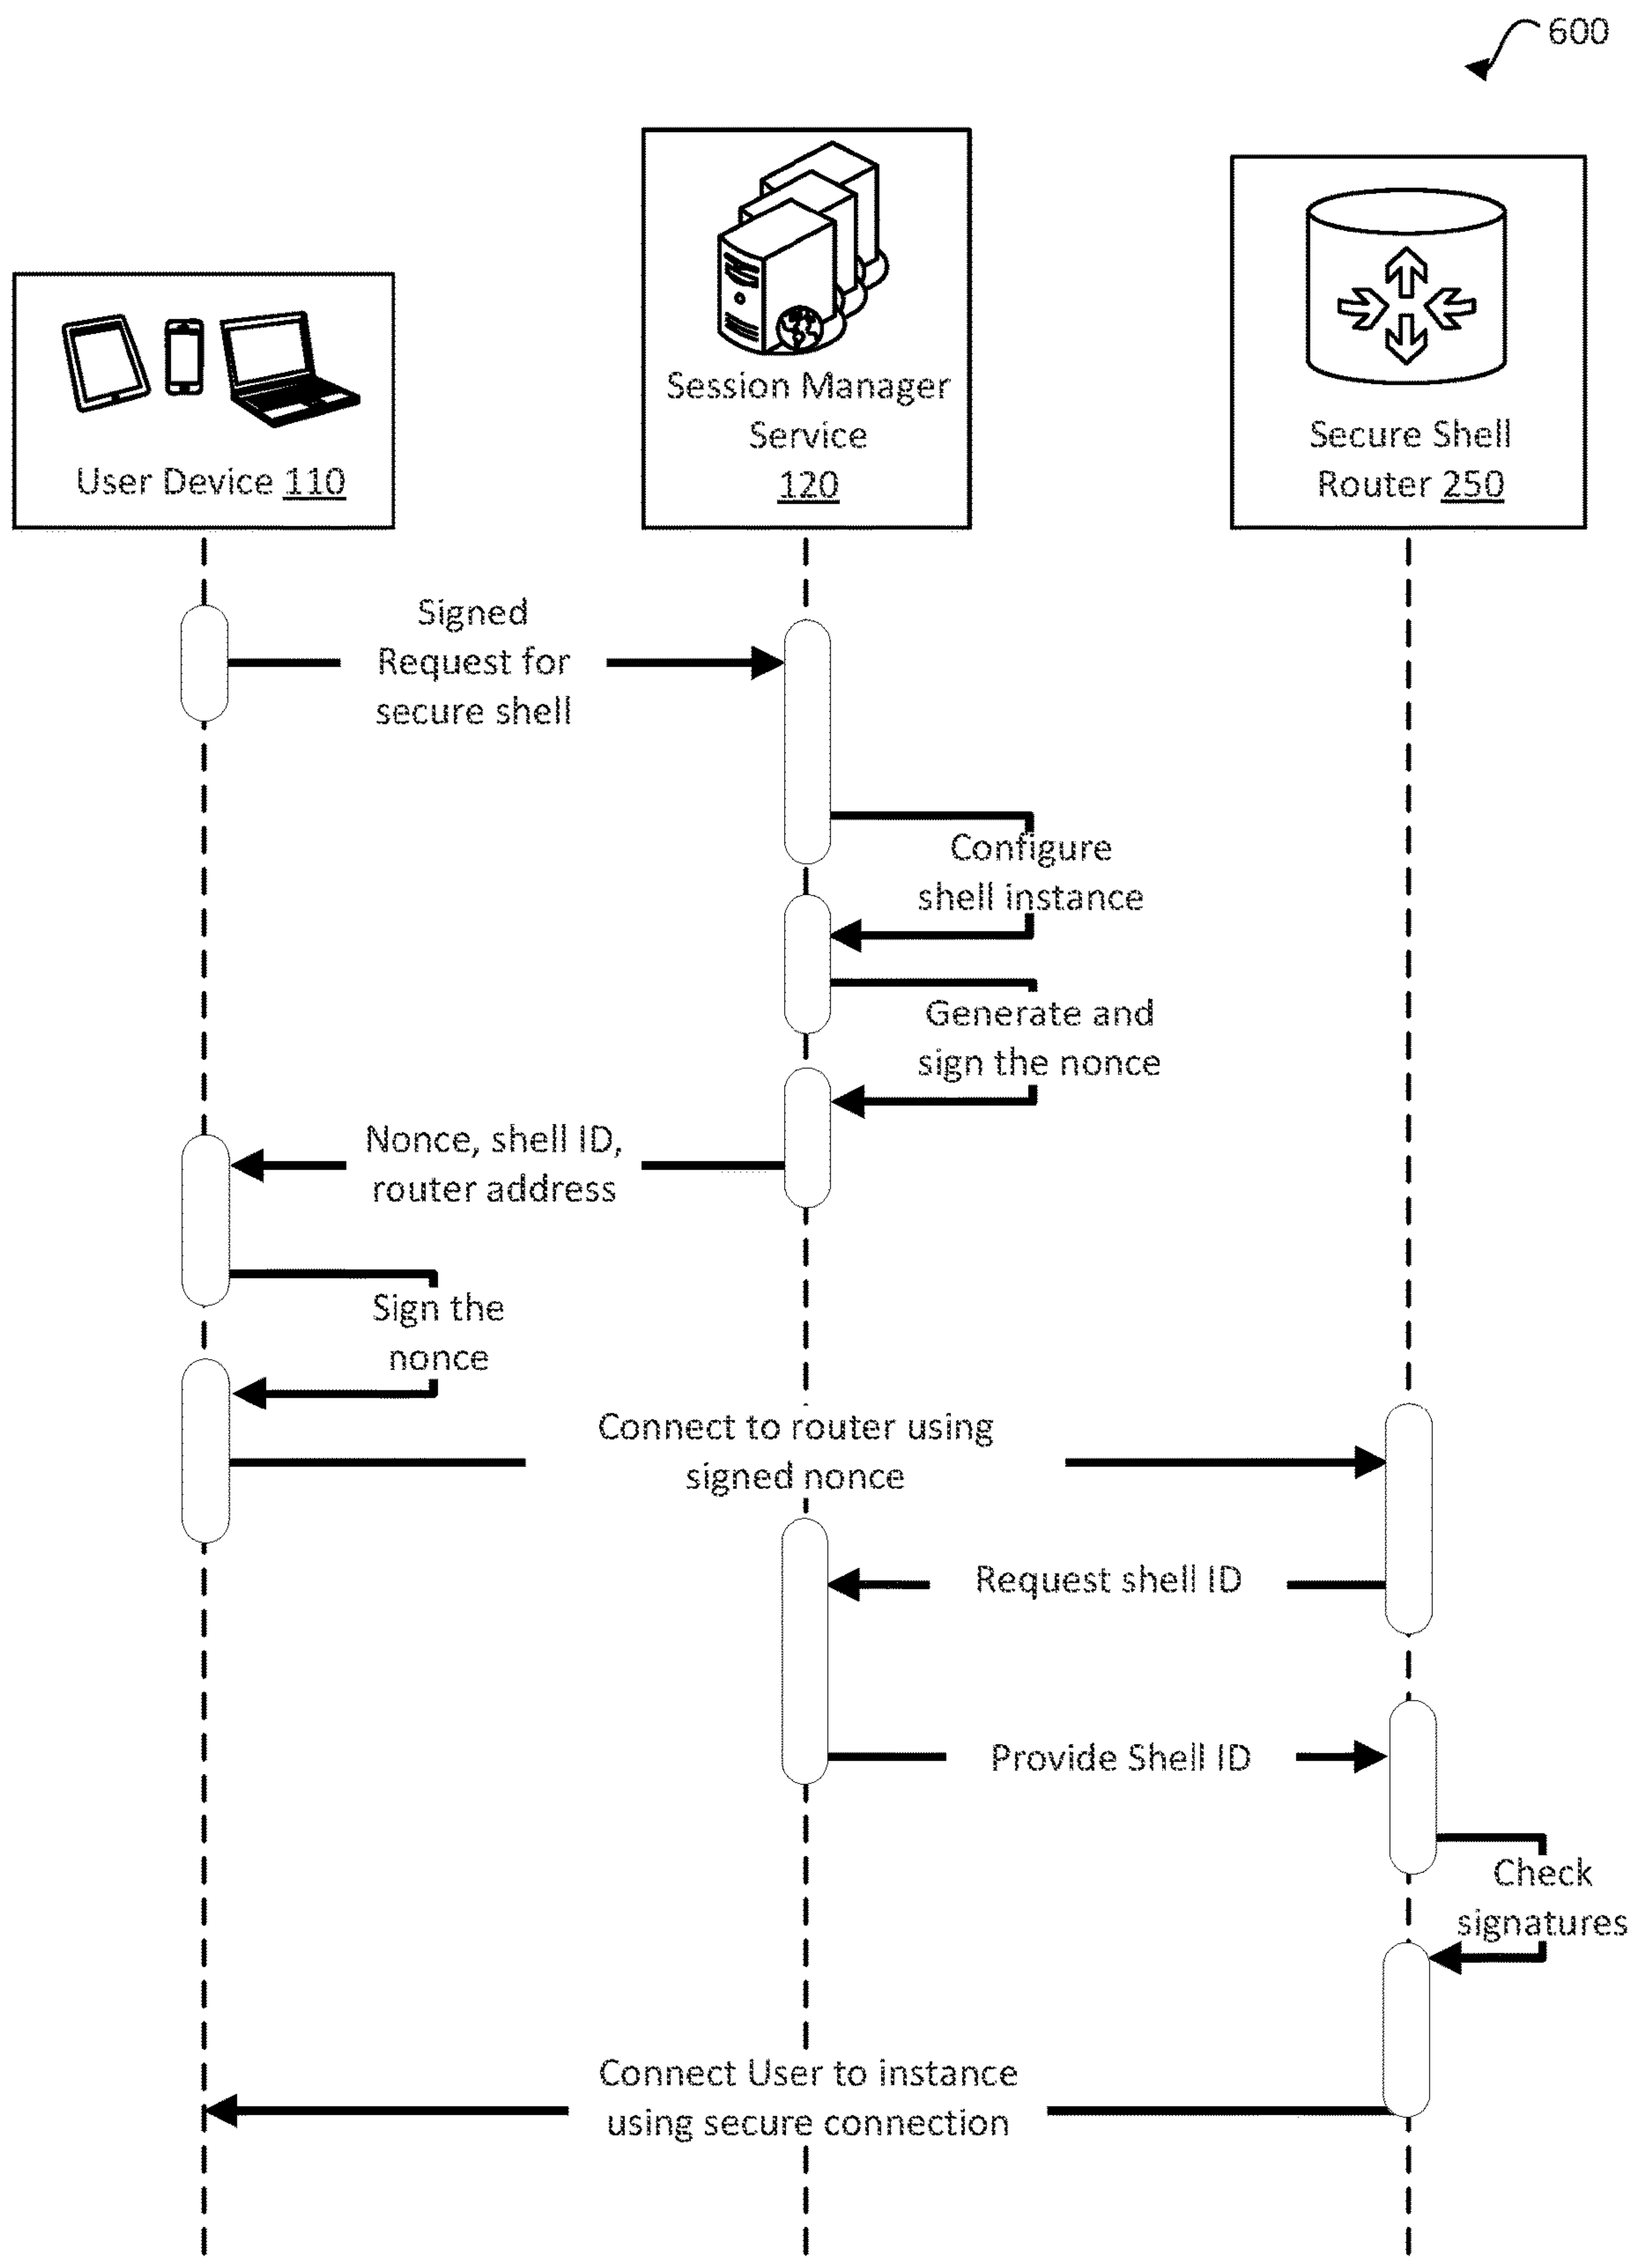 600
User Device 110
Session Manager
Service
120
Secure Shell
Router 250
Signed
Request for
secure shell
Configure
shell instance
Generate and
sign the nonce
Nonce, shell ID,
router address
Sign the
nonce
Connect to router using
signed nonce
Request shell ID
Provide Shell ID
Check
signatures
Connect User to instance
using secure connection